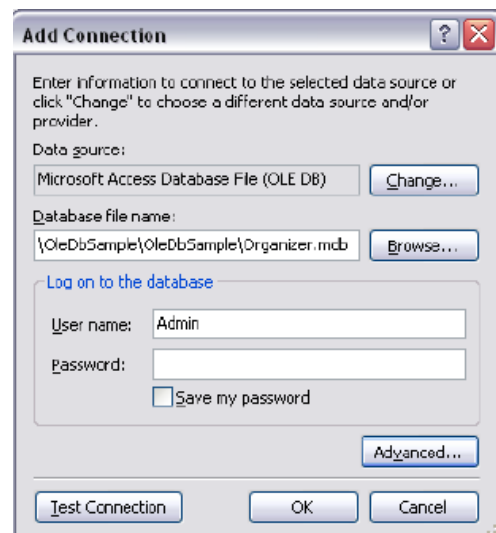 Add Connection
?
Enter information to connect to the selected data source or
click "Change" to choose a different data source and/or
provider.
Data source:
Microsoft Access Database File (OLE DB)
Change...
Database file name:
\OleDbSample\OleDbSample\Organizer.mdb
Browse...
Log on to the database
User name:
Admin
Password:
Save my password
Advanced...
Test Connection
OK
Cancel